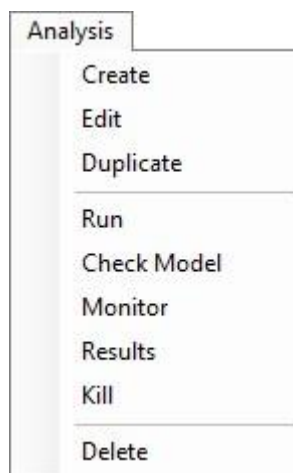 Analysis
Create
Edit
Duplicate
Run
Check Model
Monitor
Results
Kill
Delete